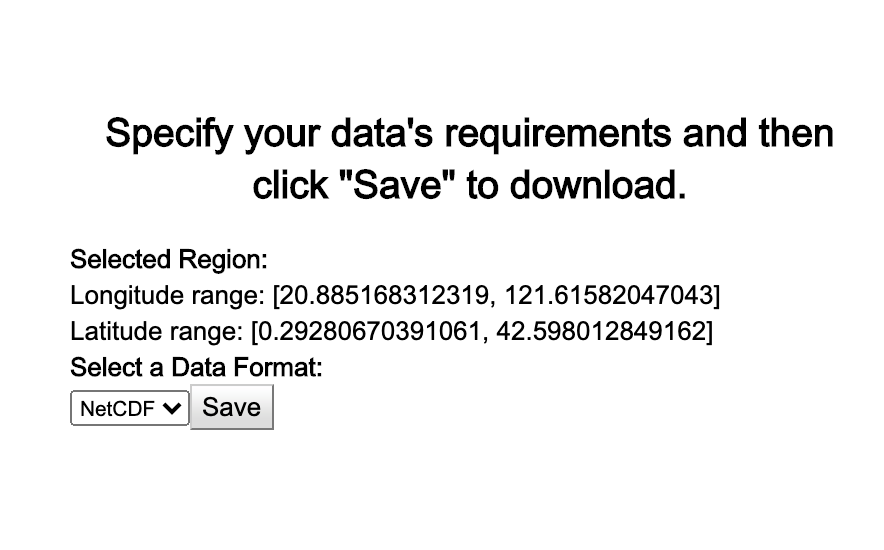 Specify your data's requirements and then
click "Save" to download.
Selected Region:
Longitude range: [20.885168312319, 121.61582047043]
Latitude range: [0.29280670391061, 42.598012849162]
Select a Data Format:
NetCDF Save